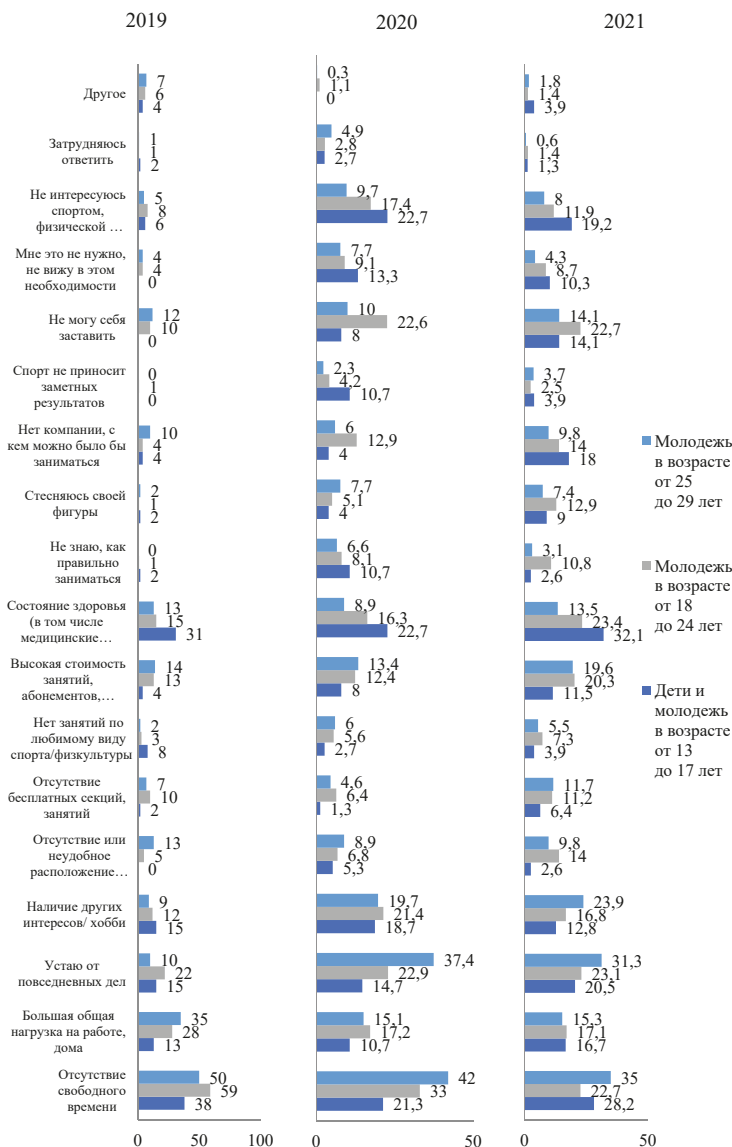 2019
2020
2021
Другое
7
6
4
0,3
1,1
0
1,8
1,4
3,9
Затрудняюсь
ответить
1
1
2
4,9
2,8
2,7
0,6
1,4
1,3
Не интересуюсь
спортом,
физической ...
5
8
6
9,7
17,4
22,7
8
11,9
19,2
Мне это не нужно,
не вижу в этом
необходимости
4
4
0
7,7
9,1
13,3
4,3
8,7
10,3
Не могу себя
заставить
12
10
0
10
22,6
8
14,1
22,7
14,1
Спорт не приносит
заметных
результатов
0
1
0
2,3
4,2
10,7
3,7
2,5
3,9
Нет компании, с
кем можно было бы
заниматься
10
4
4
6
12,9
4
9,8
14
18
Стесняюсь своей
фигуры
2
1
2
7,7
5,1
4
7,4
12,9
9
Не знаю, как
правильно
заниматься
0
1
2
6,6
8,1
10,7
3,1
10,8
2,6
Состояние здоровья
(в том числе
медицинские...
13
15
31
8,9
16,3
22,7
13,5
23,4
32,1
Высокая стоимость
занятий,
абонементов,...
14
13
4
13,4
12,4
8
19,6
20,3
11,5
Нет занятий по
любимому виду
спорта/физкультуры
2
3
8
6
5,6
2,7
5,5
7,3
3,9
Отсутствие
бесплатных секций,
занятий
7
10
2
4,6
6,4
1,3
11,7
11,2
6,4
Отсутствие или
неудобное
расположение...
13
5
0
8,9
6,8
5,3
9,8
14
2,6
Наличие других
интересов/ хобби
9
12
15
19,7
21,4
18,7
23,9
16,8
12,8
Устаю от
повседневных дел
10
22
15
37,4
22,9
14,7
31,3
23,1
20,5
Большая общая
нагрузка на работе,
дома
35
28
13
15,1
17,2
10,7
15,3
17,1
16,7
Отсутствие
свободного
времени
50
59
38
42
33
21,3
35
22,7
28,2
0
50
100
0
50
0
50
Молодежь
в возрасте
от 25
до 29 лет
Молодежь
в возрасте
от 18
до 24 лет
Дети и
молодежь
в возрасте
от 13
до 17 лет